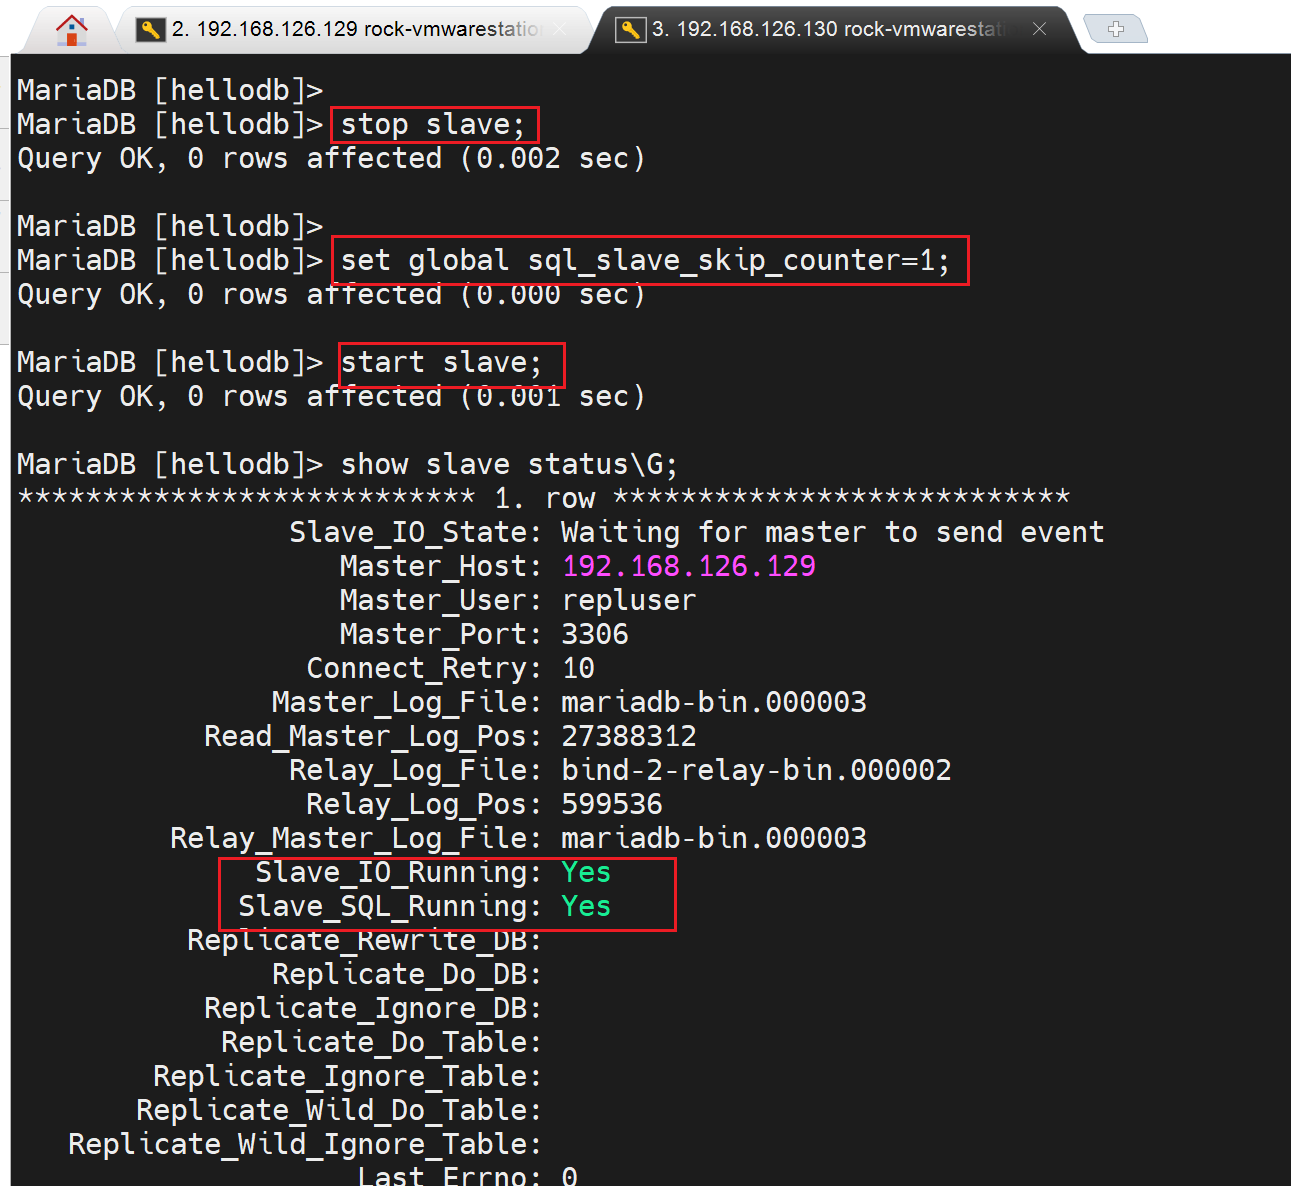 2. 192.168.126.129 rock-vmwarestatio
3. 192.168.126.130 rock-vmwarestat
MariaDB [hellodb]>
MariaDB [hellodb]> stop slave;
Query OK, 0 rows affected (0.002 sec)
MariaDB [hellodb]>
MariaDB [hellodb]> set global sql_slave_skip_counter=1;
Query OK, 0 rows affected (0.000 sec)
MariaDB [hellodb]> start slave;
Query OK, 0 rows affected (0.001 sec)
MariaDB [hellodb]> show slave status\G;
*************************** 1. row ***************************
Slave_IO_State: Waiting for master to send event
Master_Host: 192.168.126.129
Master_User: repluser
Master_Port: 3306
Connect_Retry: 10
Master_Log_File: mariadb-bin.000003
Read_Master_Log_Pos: 27388312
Relay_Log_File: bind-2-relay-bin.000002
Relay_Log_Pos: 599536
Relay_Master_Log_File: mariadb-bin.000003
Slave_IO_Running: Yes
Slave_SQL_Running: Yes
Replicate_Rewrite_DB:
Replicate_Do_DB:
Replicate_Ignore_DB:
Replicate_Do_Table:
Replicate_Ignore_Table:
Replicate_Wild_Do_Table:
Replicate_Wild_Ignore_Table:
Last_Errno: 0